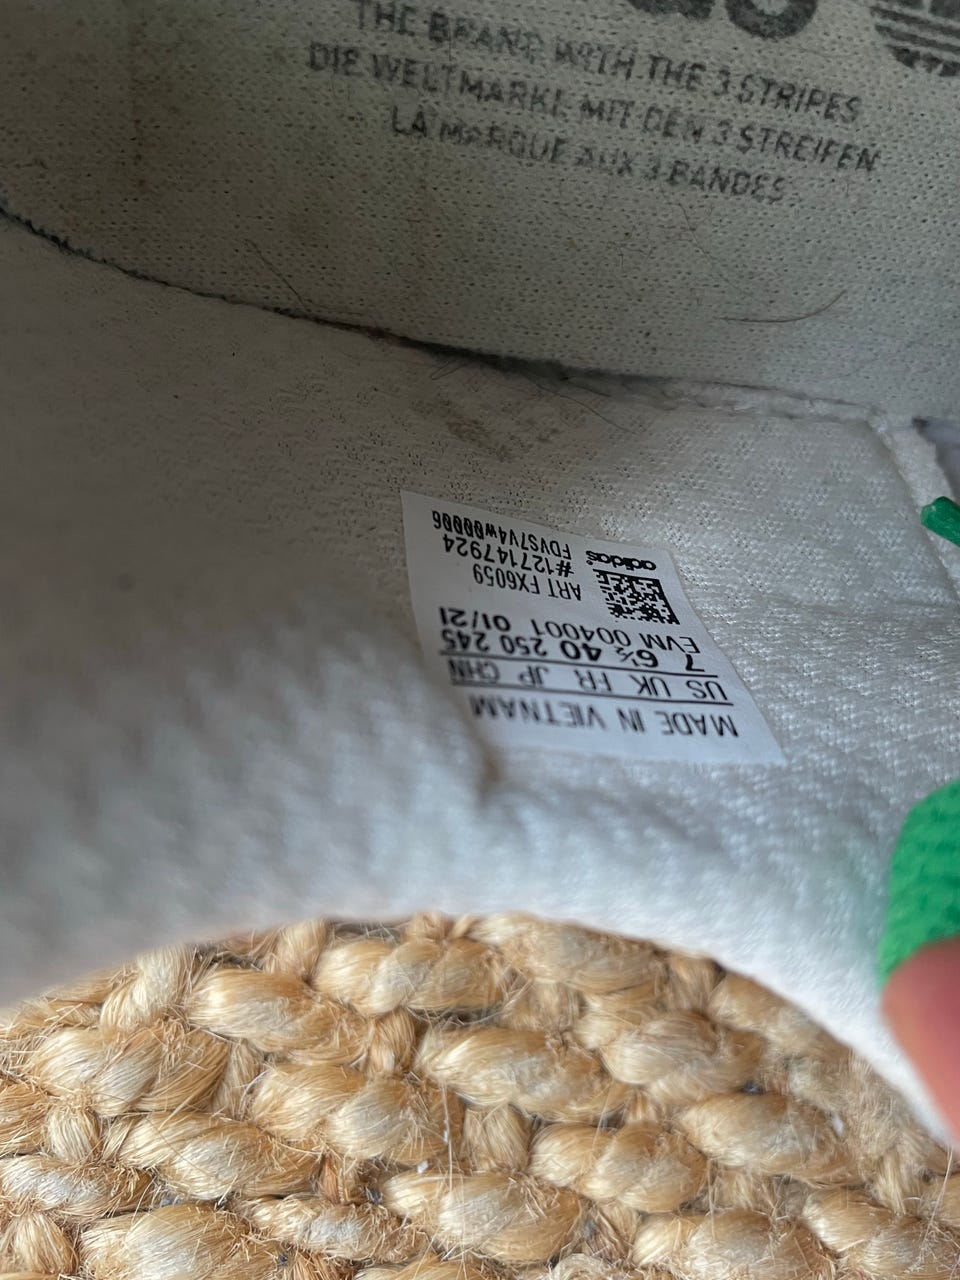 THE BRAND WITH THE 3 STRIPES
DIE WELTMARKE MIT DEN 3 STREIFEN
LA MARQUE AUX 3 BANDES
MADE IN VIETNAM
US UK FR JP CHN
7 6½ 40 250 245
EVM 004001 01/21
ART FX6059
#127147924
FDVS7V4w00006
adidas